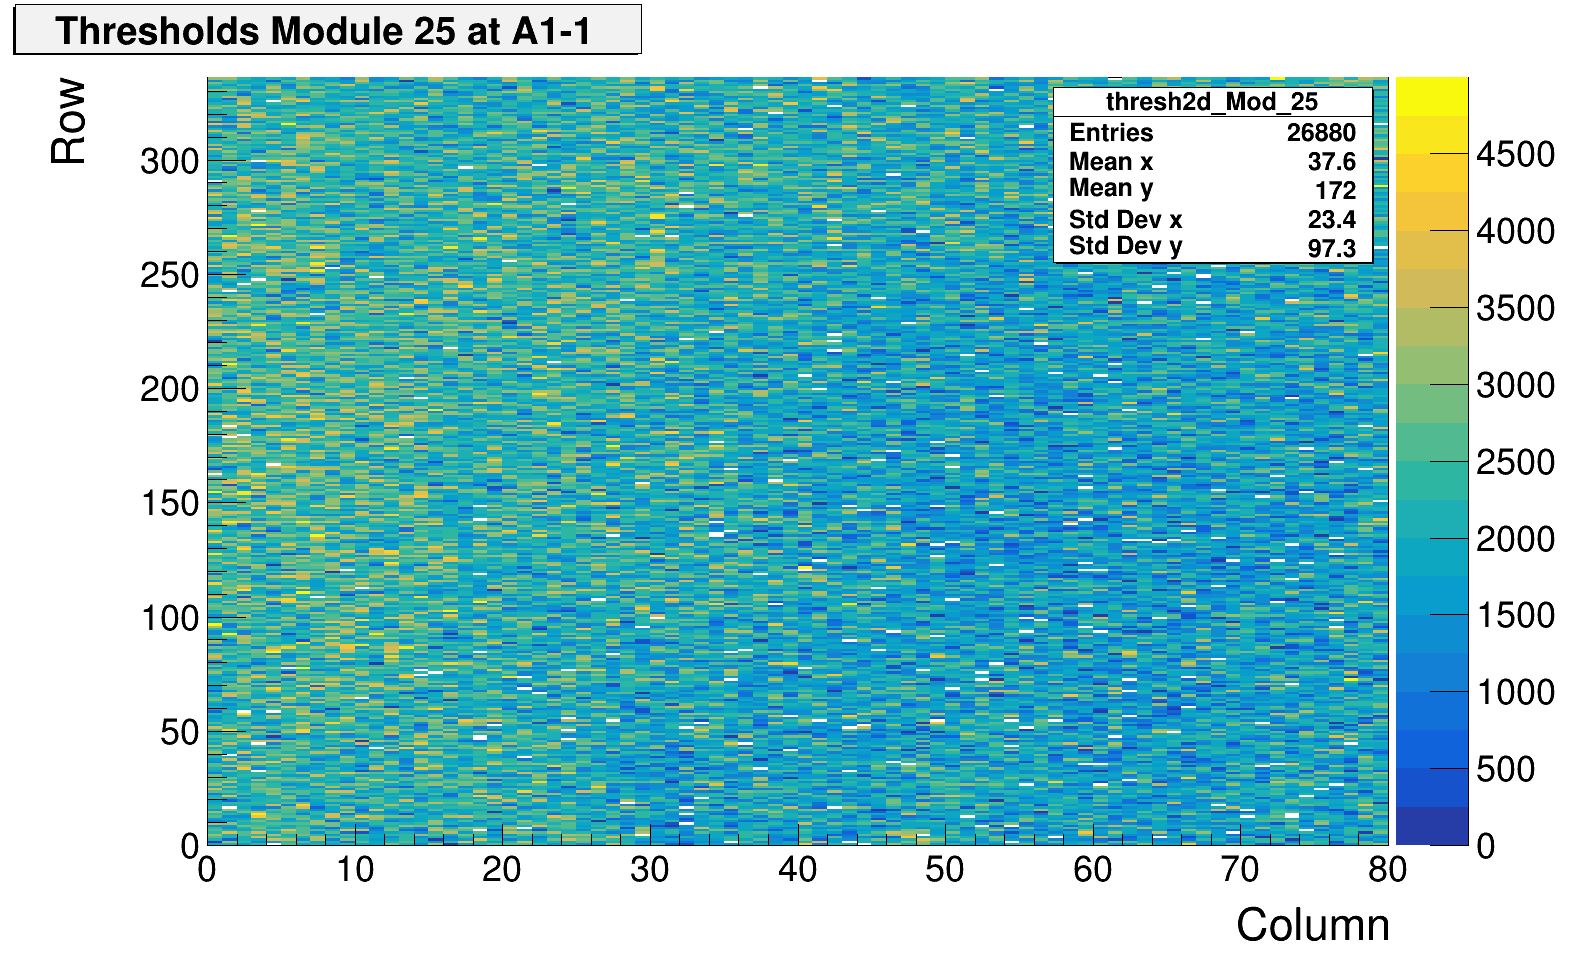 Thresholds Module 25 at A1-1
Row
thresh2d_Mod_25
Entries 26880
Mean x 37.6
Mean y 172
Std Dev x 23.4
Std Dev y 97.3
300
250
200
150
100
50
0
0 10 20 30 40 50 60 70 80
Column
4500
4000
3500
3000
2500
2000
1500
1000
500
0